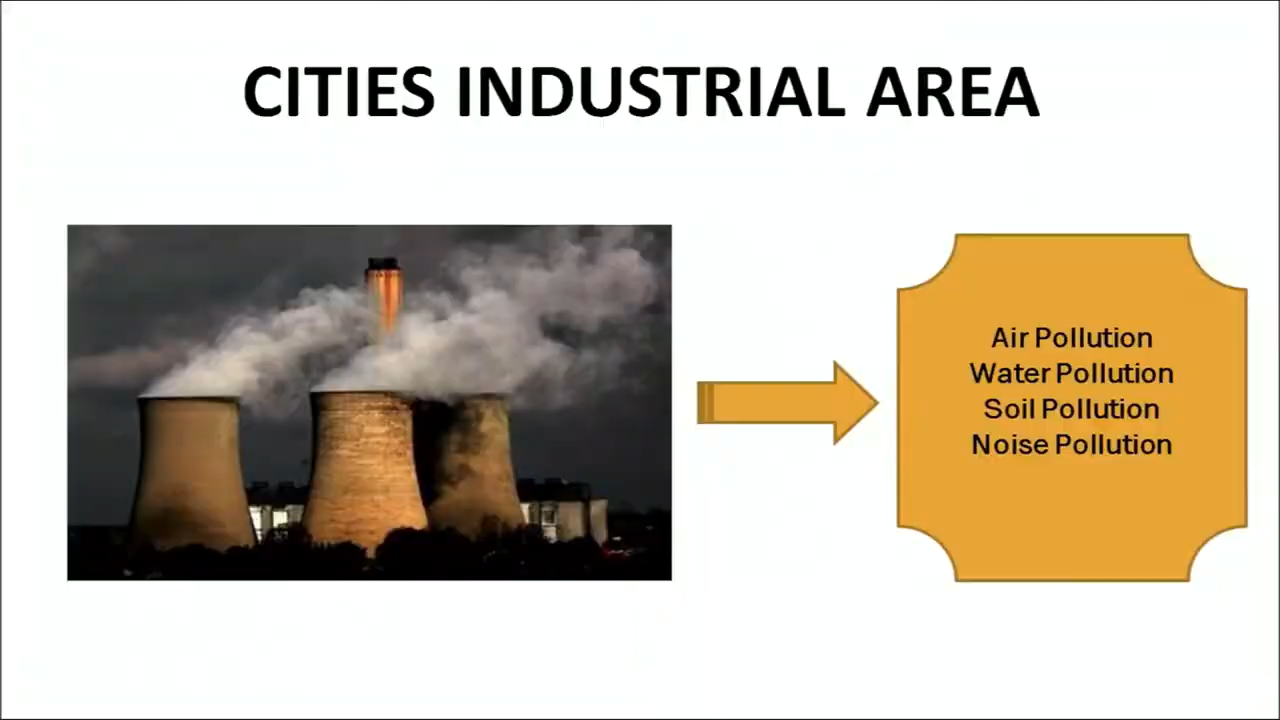 CITIES INDUSTRIAL AREA
Air Pollution
Water Pollution
Soil Pollution
Noise Pollution